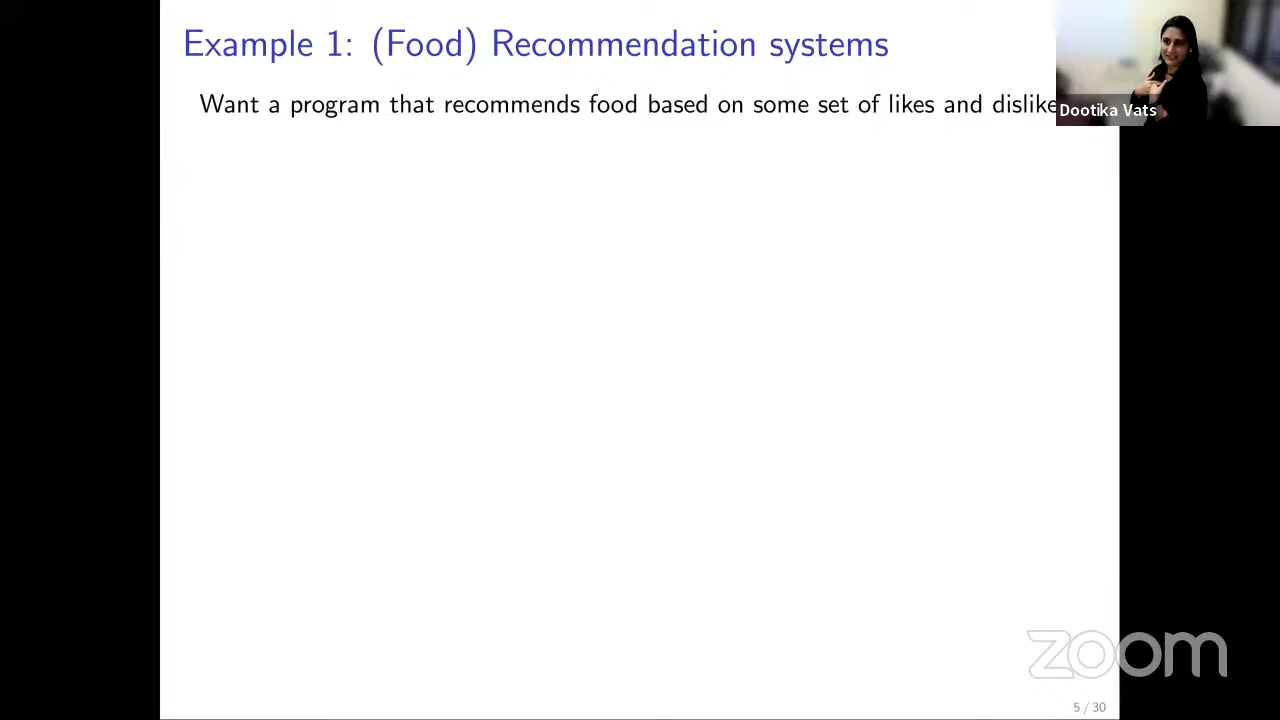 Example 1: (Food) Recommendation systems
Want a program that recommends food based on some set of likes and dislike
Dootika Vats
zoom
5 / 30